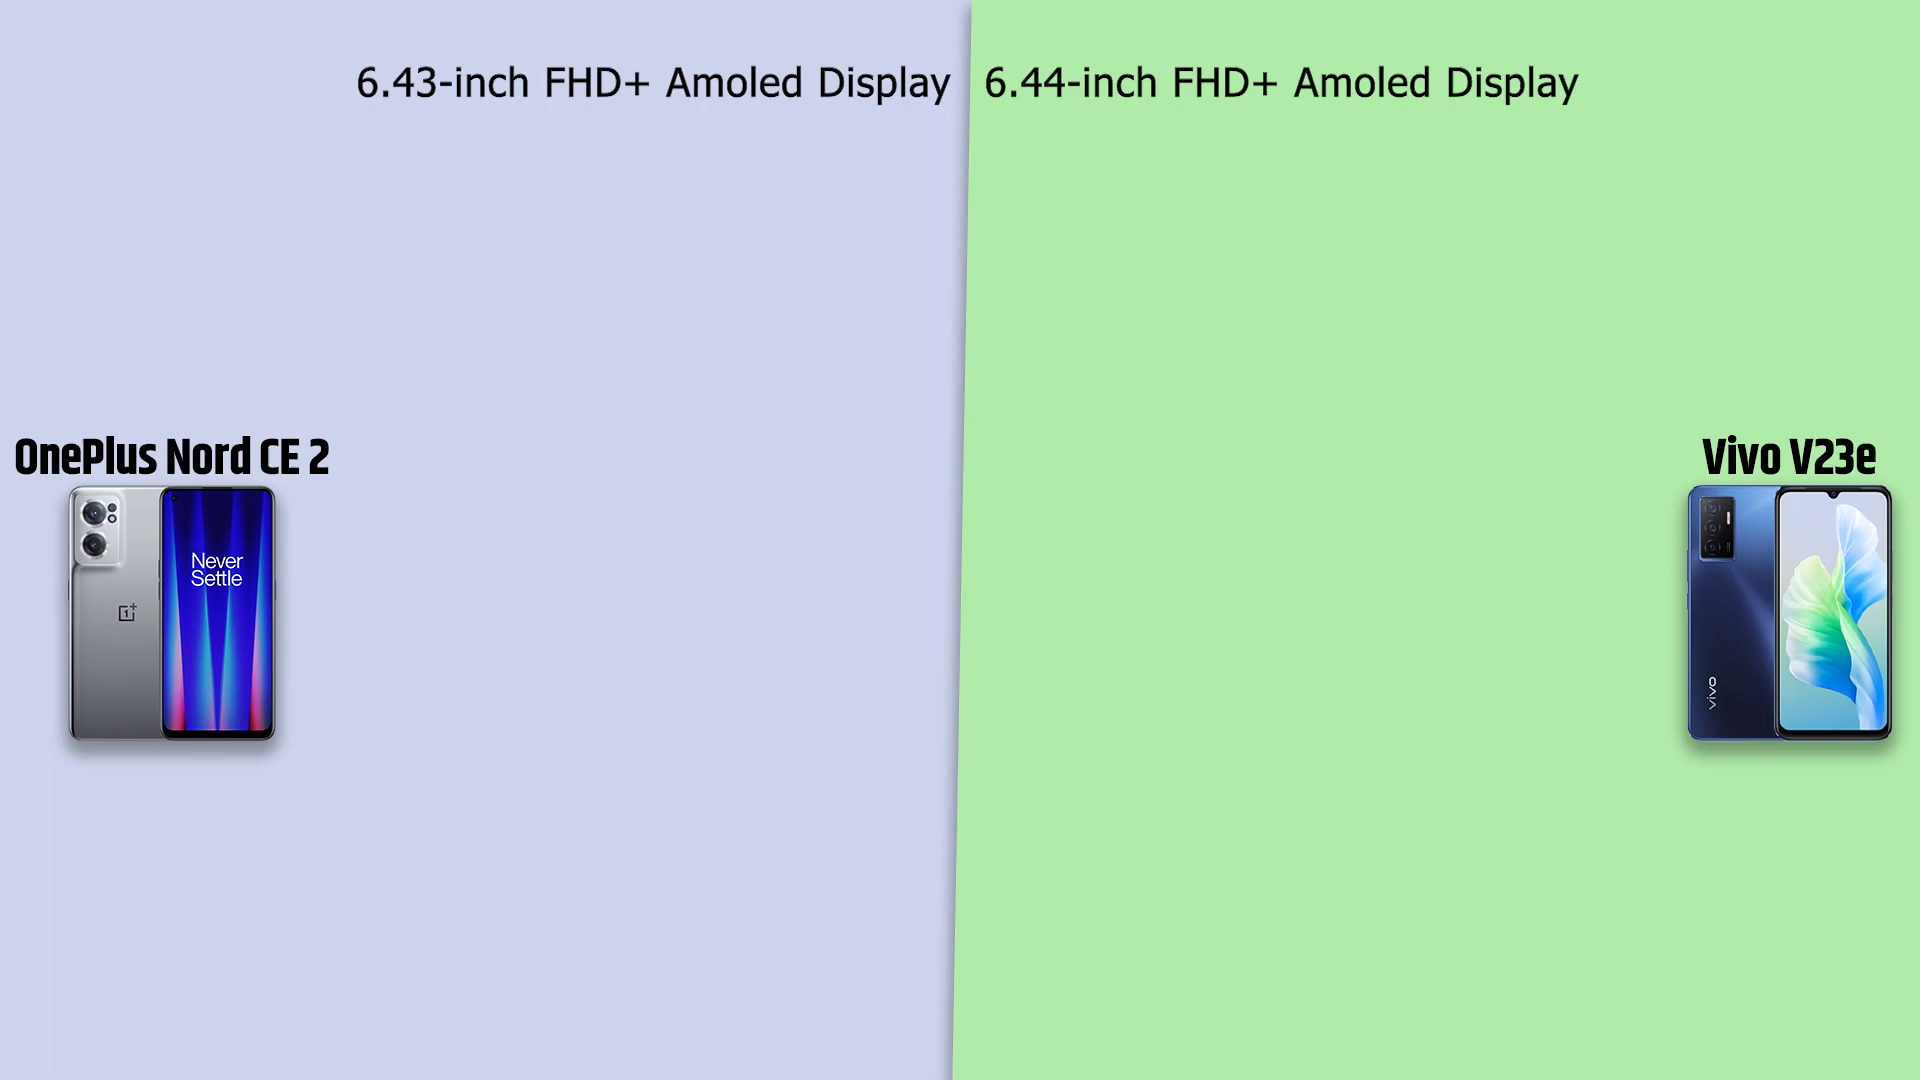 6.43-inch FHD+ Amoled Display
6.44-inch FHD+ Amoled Display
OnePlus Nord CE 2
Never
Settle
1+
Vivo V23e
vivo